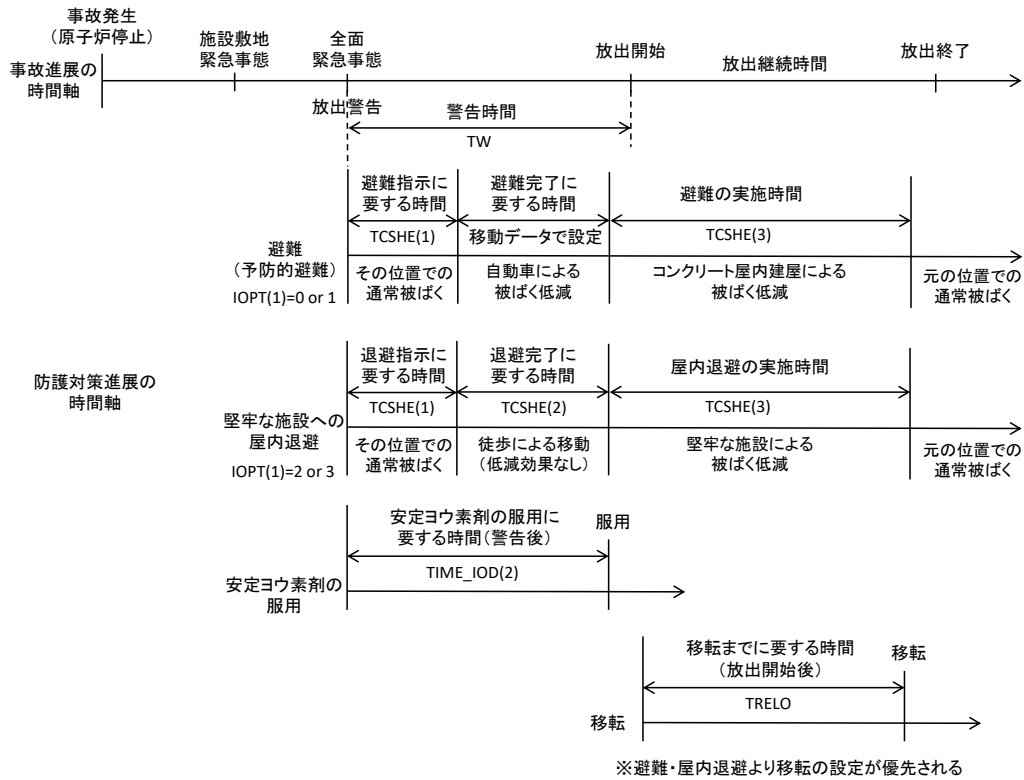 事故発生
(原子炉停止)
施設敷地
緊急事態
全面
緊急事態
放出開始
放出継続時間
放出終了
事故進展の
時間軸
放出警告
警告時間
TW
避難指示に
要する時間
避難完了に
要する時間
避難の実施時間
TCSHE(1)
移動データで設定
TCSHE(3)
避難
(予防的避難)
IOPT(1)=0 or 1
その位置での
通常被ばく
自動車による
被ばく低減
コンクリート屋内建屋による
被ばく低減
元の位置での
通常被ばく
防護対策進展の
時間軸
退避指示に
要する時間
退避完了に
要する時間
屋内退避の実施時間
TCSHE(1)
TCSHE(2)
TCSHE(3)
堅牢な施設への
屋内退避
IOPT(1)=2 or 3
その位置での
通常被ばく
徒歩による移動
(低減効果なし)
堅牢な施設による
被ばく低減
元の位置での
通常被ばく
安定ヨウ素剤の服用に
要する時間(警告後)
服用
TIME_IOD(2)
安定ヨウ素剤の
服用
移転までに要する時間
(放出開始後)
移転
TRELO
移転
※避難・屋内退避より移転の設定が優先される